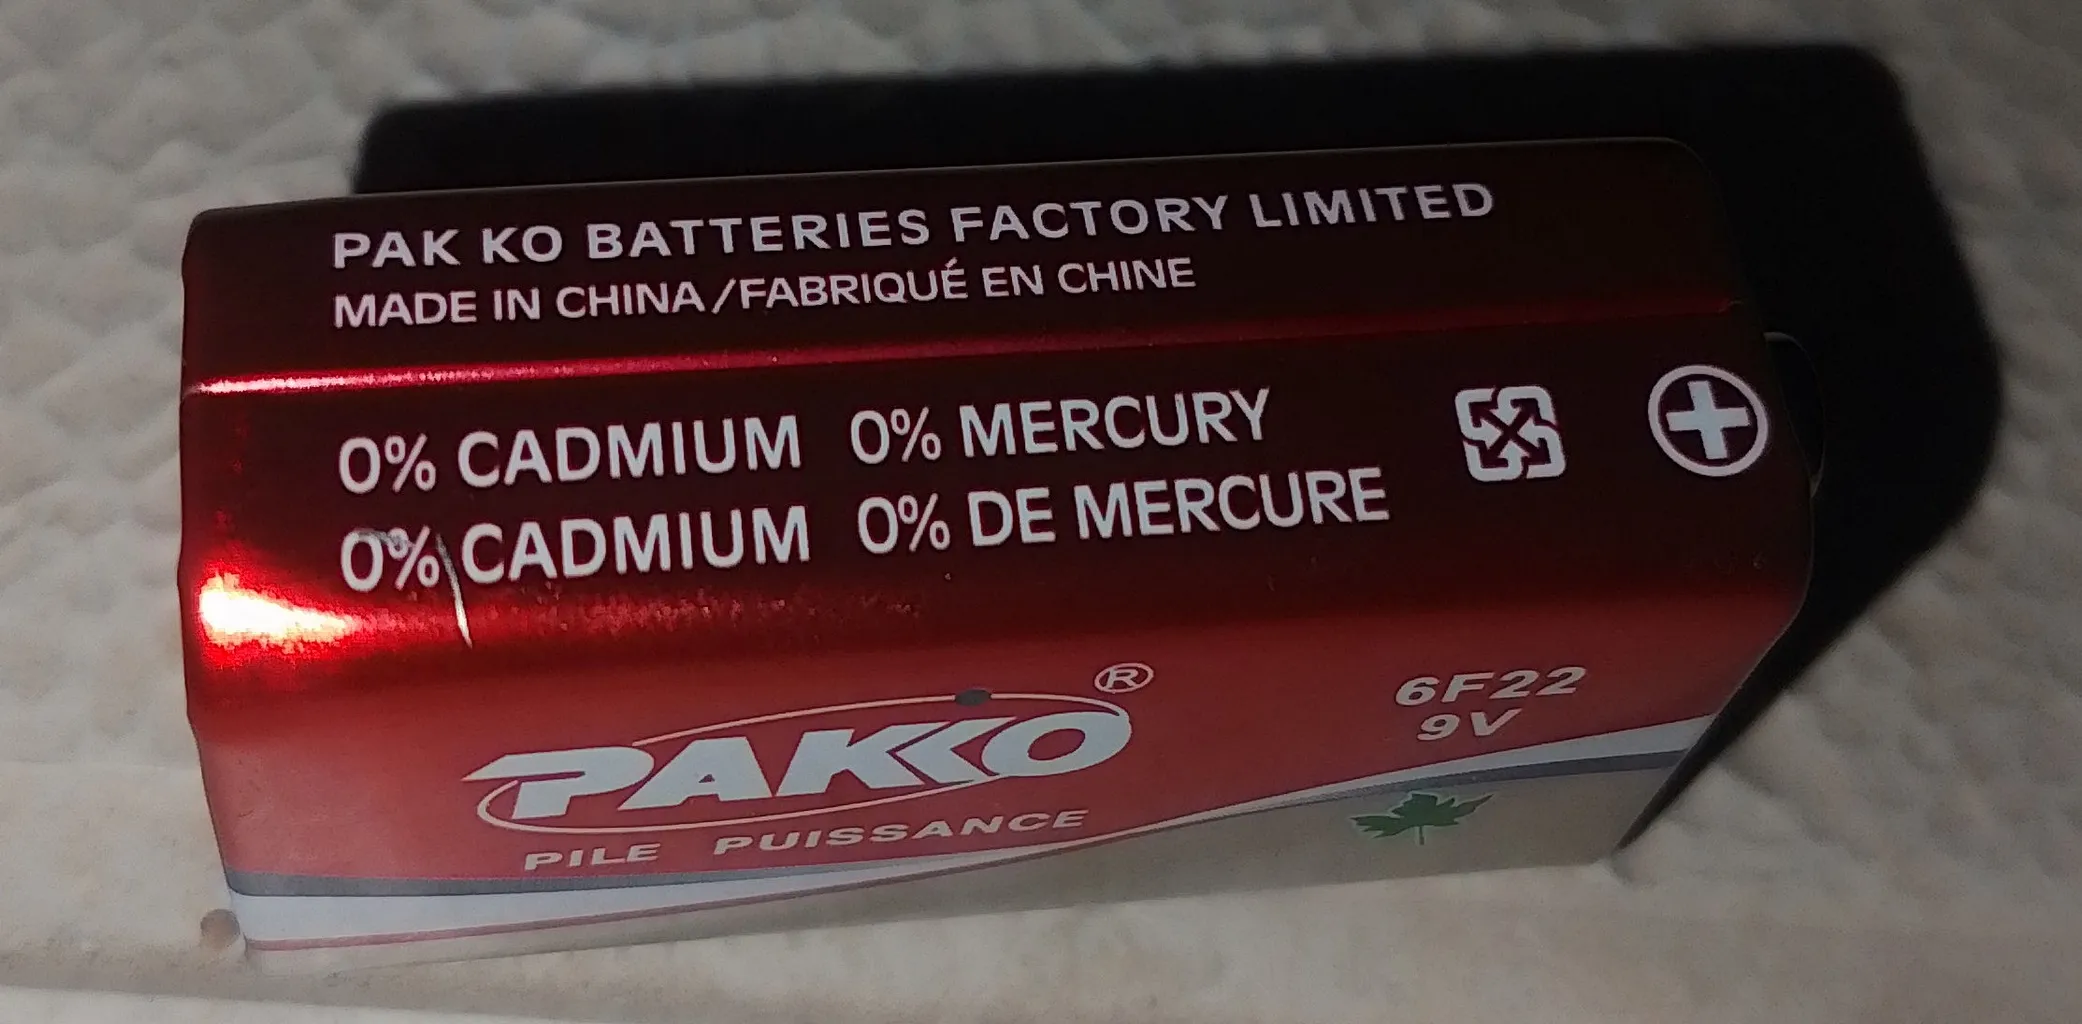 PAK KO BATTERIES FACTORY LIMITED
MADE IN CHINA/FABRIQUÉ EN CHINE
0% CADMIUM 0% MERCURY
0% CADMIUM 0% DE MERCURE
PAKKO®
PILE PUISSANCE
6F22
9V